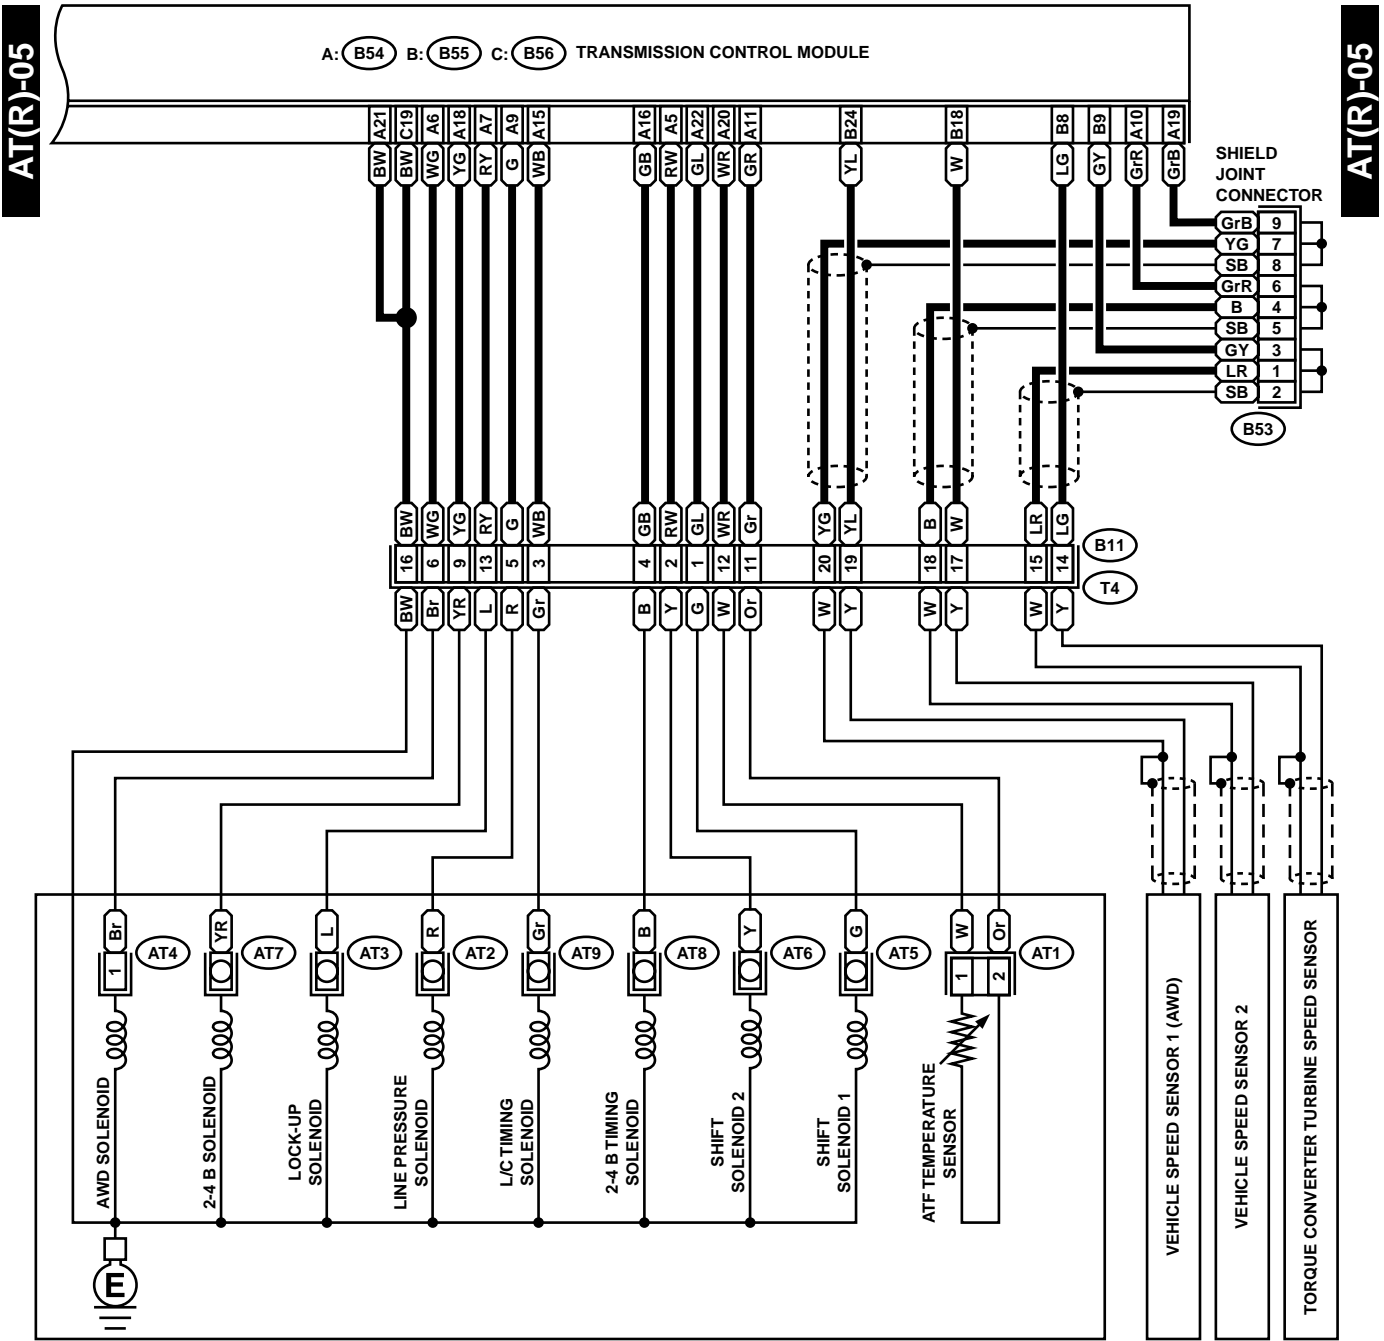 AT(R)-05
AT(R)-05
A: B54 B: B55 C: B56 TRANSMISSION CONTROL MODULE
A21 C19 A6 A18 A7 A9 A15 A16 A5 A22 A20 A11 B24 B18 B8 B9 A10 A19
BW BW WG YG RY G WB GB RW GL WR GR YL W LG GY GrR GrB
SHIELD
JOINT
CONNECTOR
GrB 9
YG 7
SB 8
GrR 6
B 4
SB 5
GY 3
LR 1
SB 2
B53
BW WG YG RY G WB GB RW GL WR Gr YG YL B W LR LG
B11
16 6 9 13 5 3 4 2 1 12 11 20 19 18 17 15 14
T4
BW Br YR L R Gr B Y G W Or W Y W Y W Y
Br YR L R Gr B Y G W Or
1 AT4 AT7 AT3 AT2 AT9 AT8 AT6 AT5 1 2 AT1
AWD SOLENOID
2-4 B SOLENOID
LOCK-UP
SOLENOID
LINE PRESSURE
SOLENOID
L/C TIMING
SOLENOID
2-4 B TIMING
SOLENOID
SHIFT
SOLENOID 2
SHIFT
SOLENOID 1
ATF TEMPERATURE
SENSOR
VEHICLE SPEED SENSOR 1 (AWD)
VEHICLE SPEED SENSOR 2
TORQUE CONVERTER TURBINE SPEED SENSOR
E